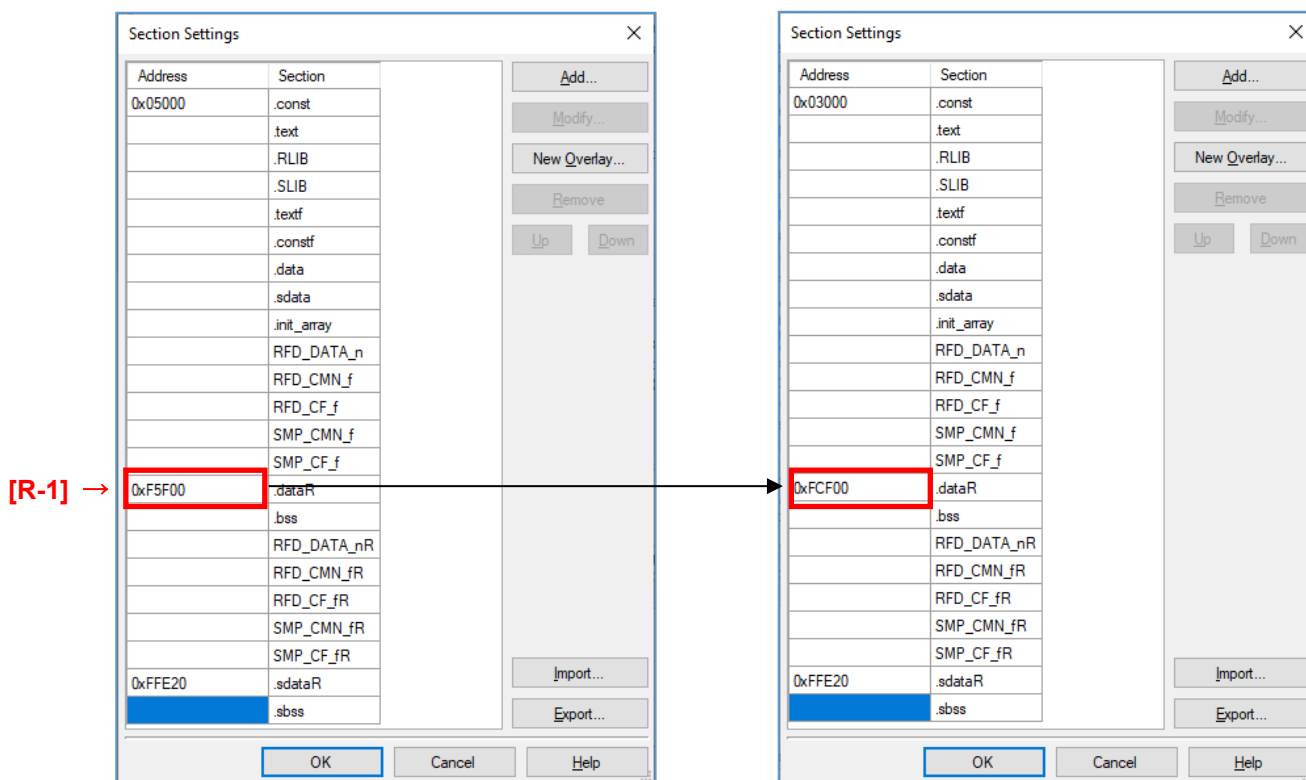 Section Settings
Address Section
0x05000 .const
.text
.RLIB
.SLIB
.textf
.constf
.data
.sdata
.init_array
RFD_DATA_n
RFD_CMN_f
RFD_CF_f
SMP_CMN_f
SMP_CF_f
[R-1] → 0xF5F00 .dataR
.bss
RFD_DATA_nR
RFD_CMN_fR
RFD_CF_fR
SMP_CMN_fR
SMP_CF_fR
0xFFE20 .sdataR
.sbss
Add...
Modify...
New Overlay...
Remove
Up Down
Import...
Export...
OK Cancel Help
Section Settings
Address Section
0x03000 .const
.text
.RLIB
.SLIB
.textf
.constf
.data
.sdata
.init_array
RFD_DATA_n
RFD_CMN_f
RFD_CF_f
SMP_CMN_f
SMP_CF_f
0xFCF00 .dataR
.bss
RFD_DATA_nR
RFD_CMN_fR
RFD_CF_fR
SMP_CMN_fR
SMP_CF_fR
0xFFE20 .sdataR
.sbss
Add...
Modify...
New Overlay...
Remove
Up Down
Import...
Export...
OK Cancel Help